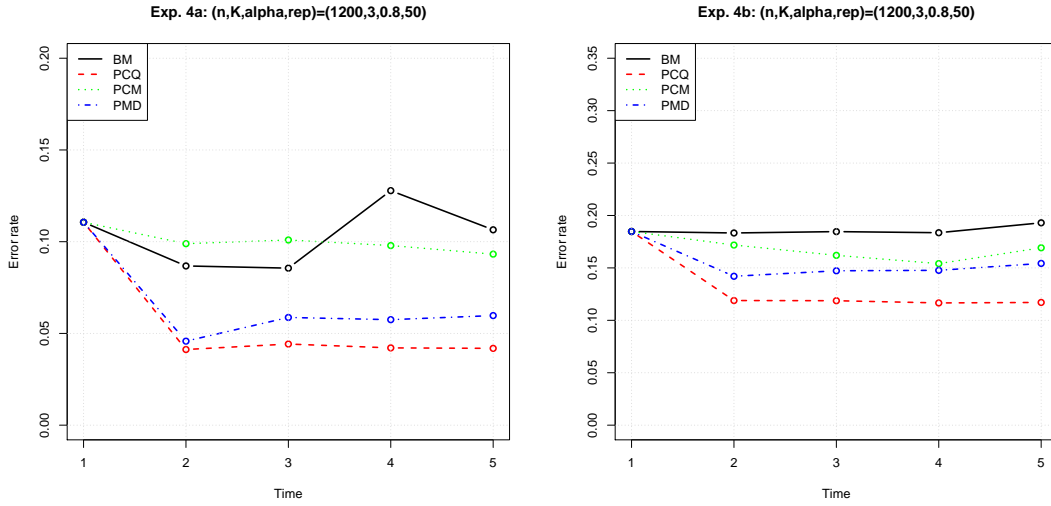 Exp. 4a: (n,K,alpha,rep)=(1200,3,0.8,50)
BM
PCQ
PCM
PMD
0.20
0.15
0.10
0.05
0.00
Error rate
1 2 3 4 5
Time
Exp. 4b: (n,K,alpha,rep)=(1200,3,0.8,50)
BM
PCQ
PCM
PMD
0.35
0.30
0.25
0.20
0.15
0.10
0.05
0.00
Error rate
1 2 3 4 5
Time